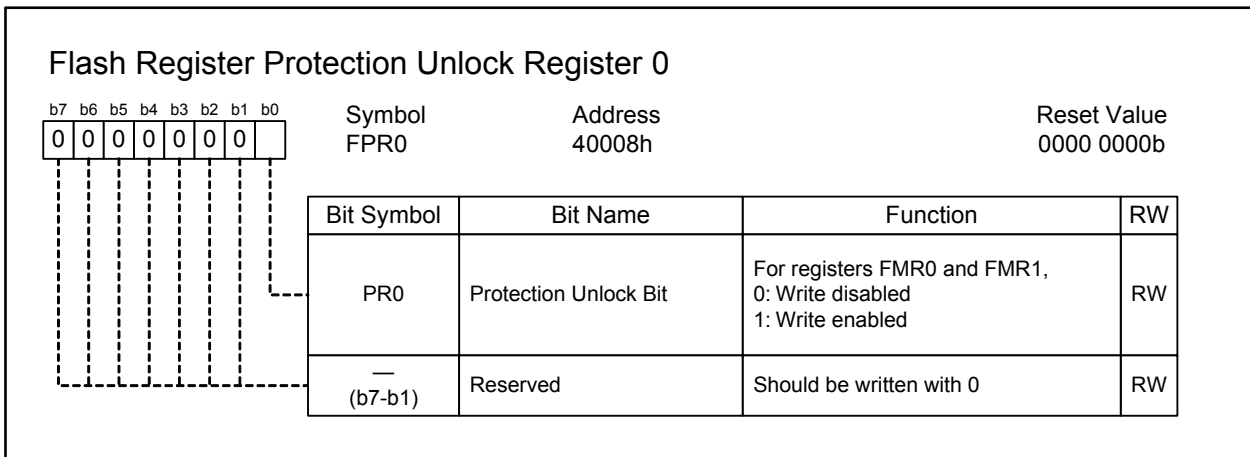 Flash Register Protection Unlock Register 0
b7 b6 b5 b4 b3 b2 b1 b0
0 0 0 0 0 0 0
Symbol Address Reset Value
FPR0 40008h 0000 0000b
Bit Symbol Bit Name Function RW
PR0 Protection Unlock Bit For registers FMR0 and FMR1,
0: Write disabled
1: Write enabled RW
—
(b7-b1) Reserved Should be written with 0 RW